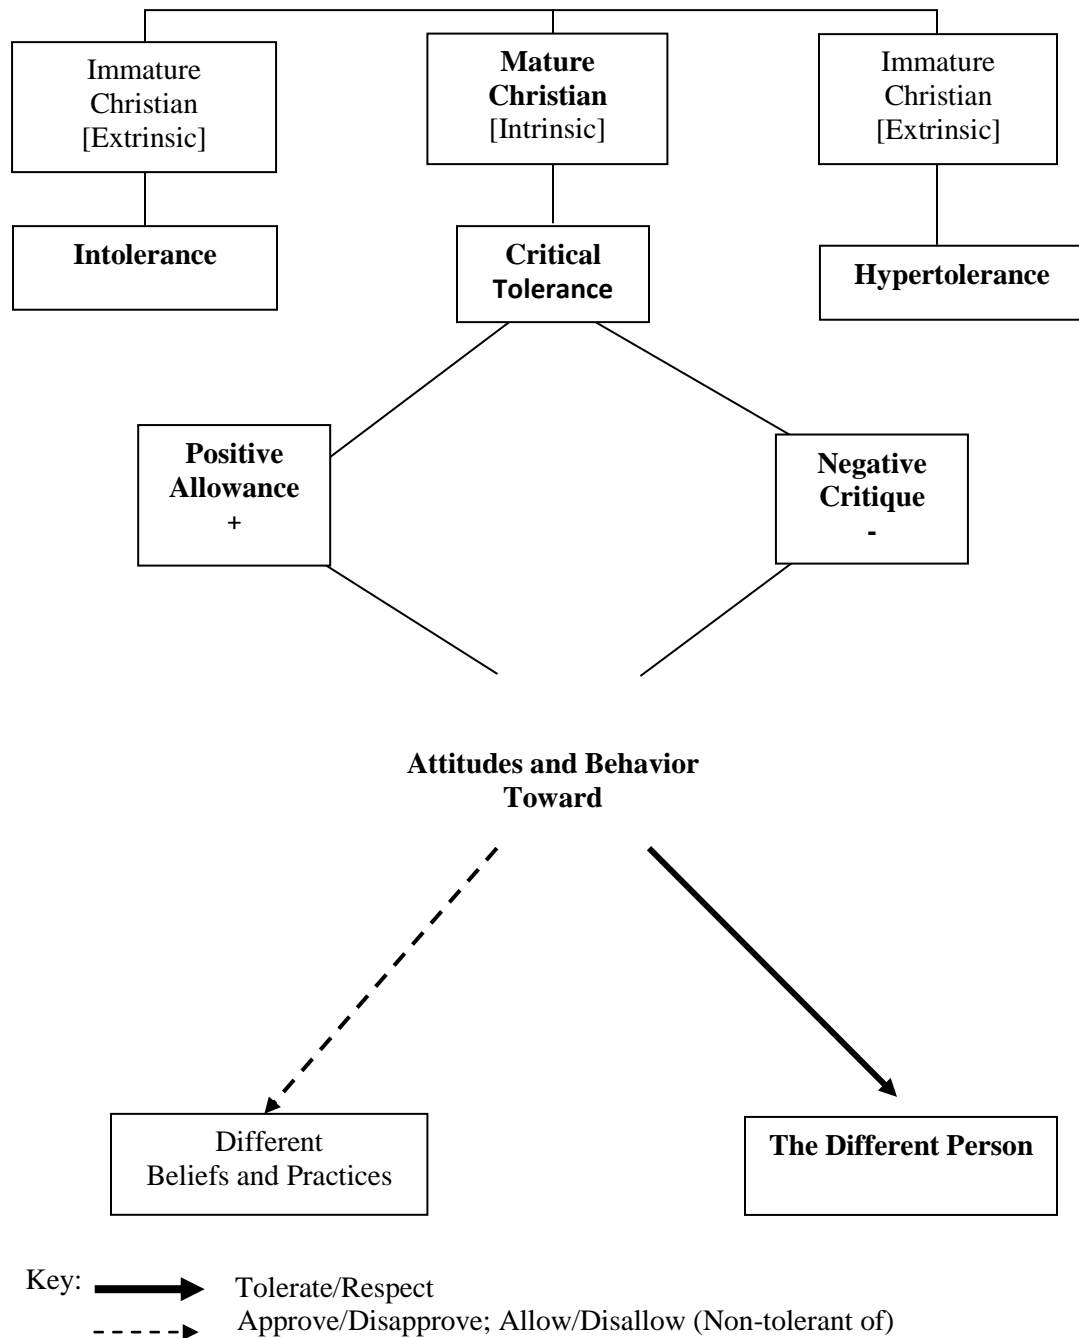 Immature
Christian
[Extrinsic]
Mature
Christian
[Intrinsic]
Immature
Christian
[Extrinsic]
Intolerance
Critical
Tolerance
Hypertolerance
Positive
Allowance
+
Negative
Critique
-
Attitudes and Behavior
Toward
Different
Beliefs and Practices
The Different Person
Key:
Tolerate/Respect
Approve/Disapprove; Allow/Disallow (Non-tolerant of)